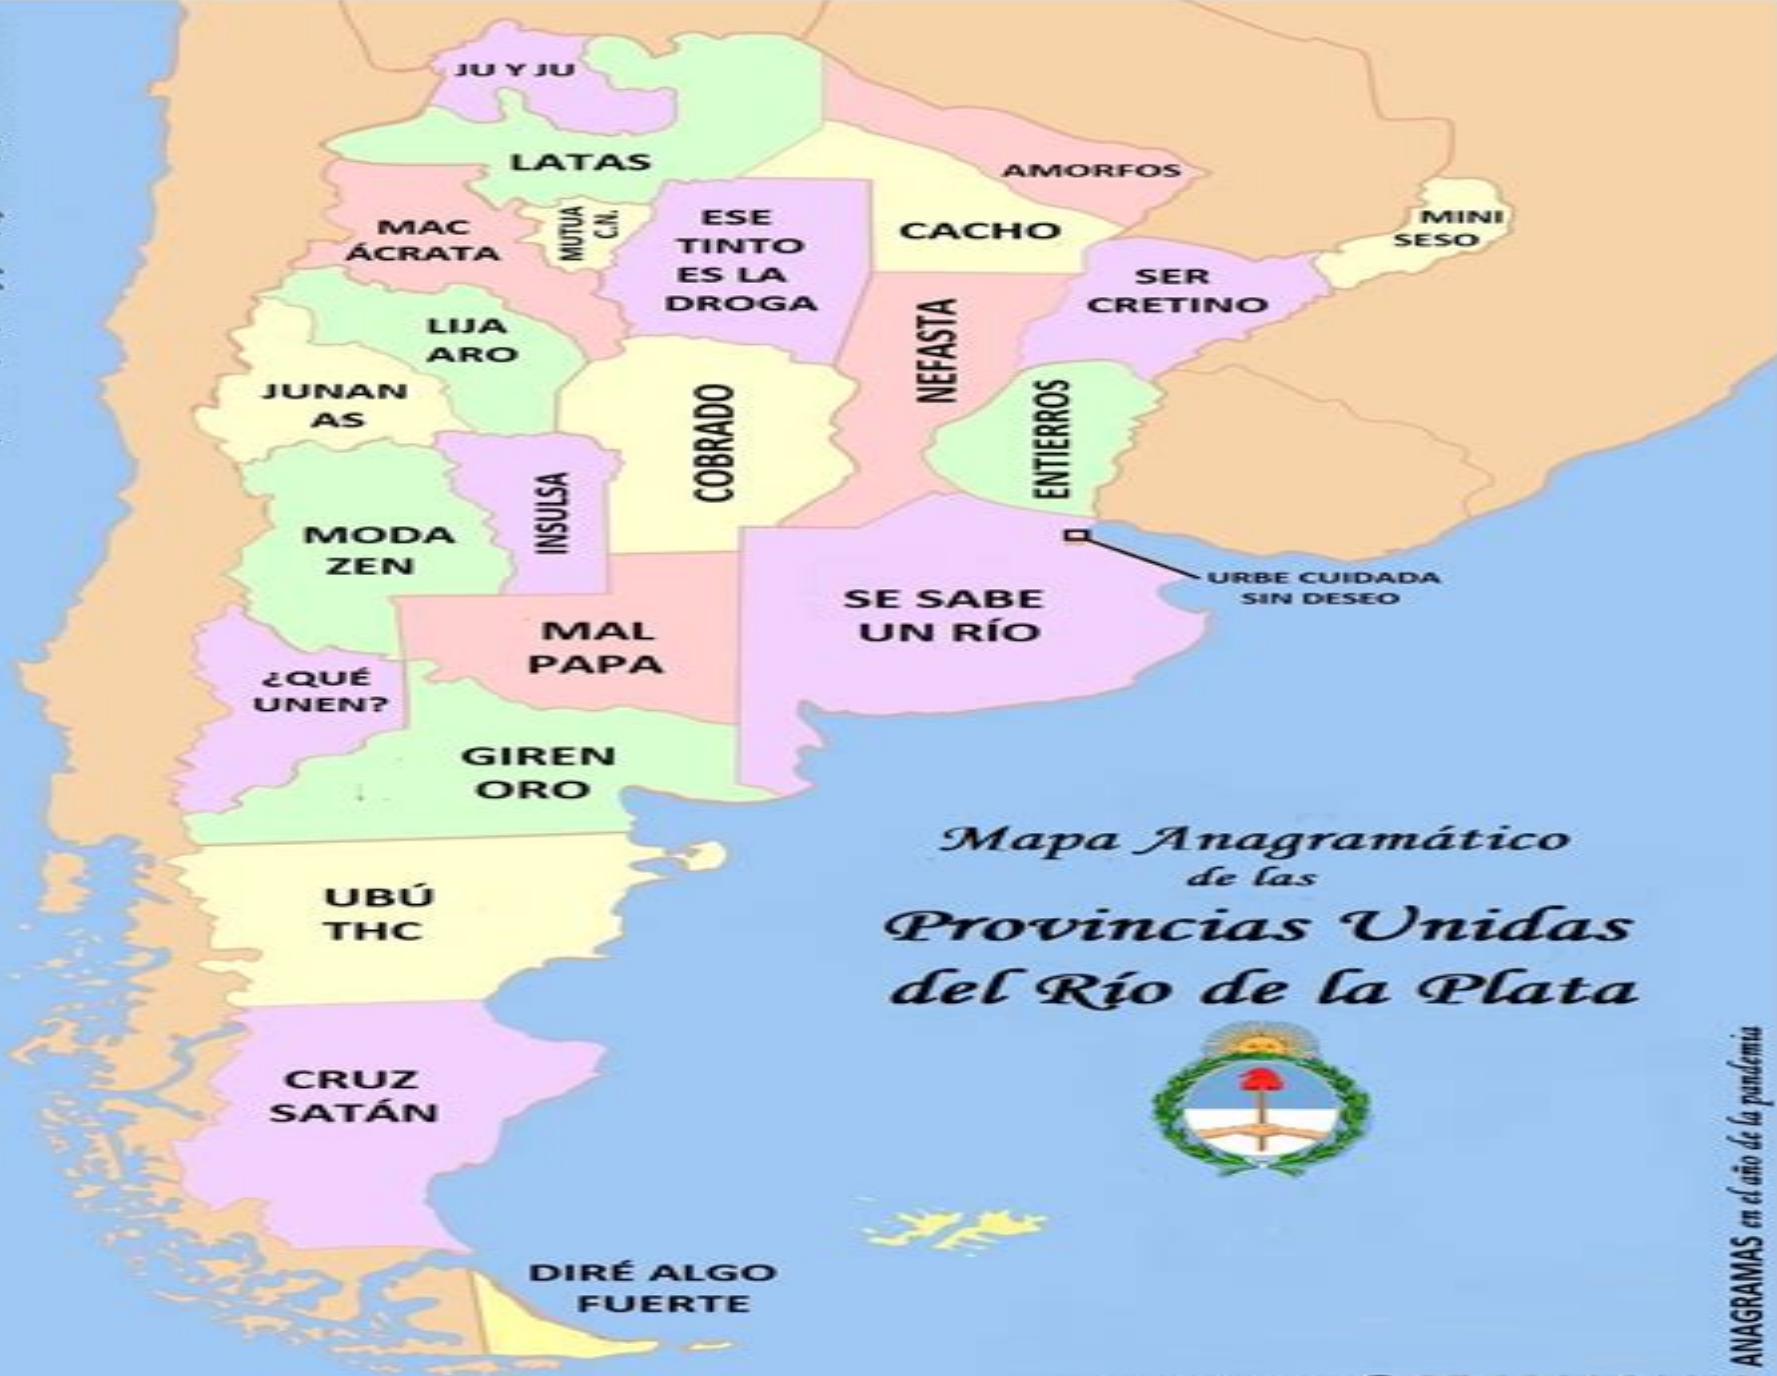 JU Y JU
LATAS
AMORFOS
MAC
ÁCRATA
MUTUA
C.N.
ESE
TINTO
ES LA
DROGA
CACHO
MINI
SESO
SER
CRETINO
LIJA
ARO
NEFASTA
JUNAN
AS
COBRADO
ENTIERROS
INSULSA
MODA
ZEN
URBE CUIDADA
SIN DESEO
SE SABE
UN RÍO
MAL
PAPA
¿QUÉ
UNEN?
GIREN
ORO
UBÚ
THC
CRUZ
SATÁN
DIRÉ ALGO
FUERTE
Mapa Anagramático
de las
Provincias Unidas
del Río de la Plata
ANAGRAMAS en el año de la pandemia